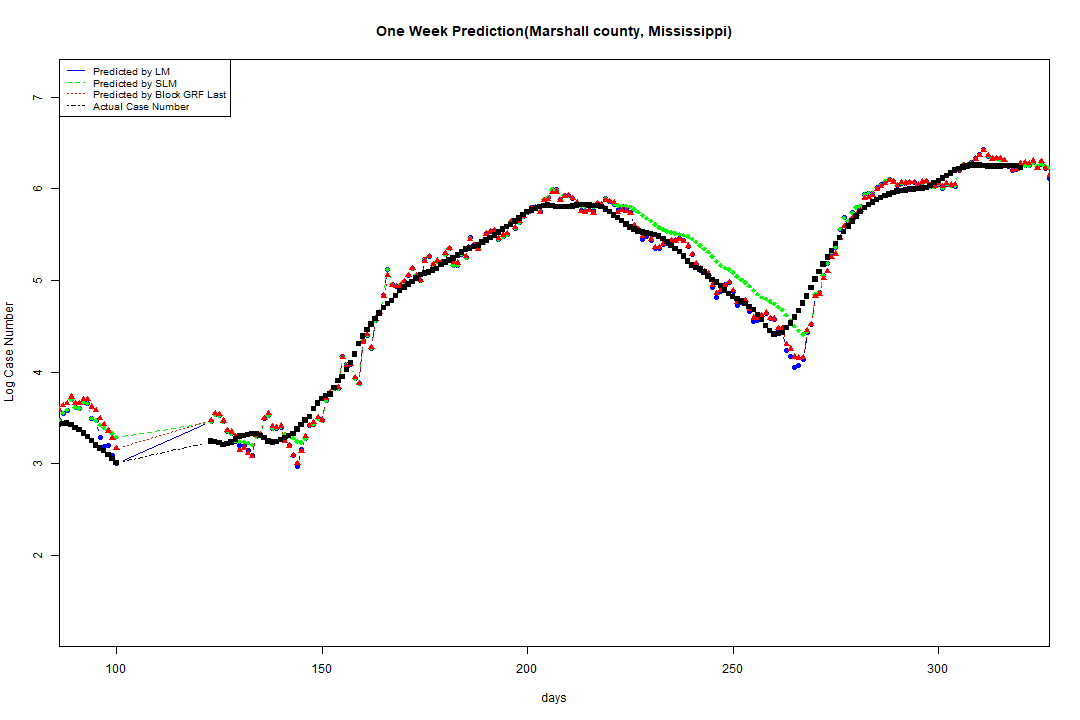 One Week Prediction(Marshall county, Mississippi)
Predicted by LM
Predicted by SLM
Predicted by Block GRF Last
Actual Case Number
Log Case Number
7
6
5
4
3
2
100 150 200 250 300
days